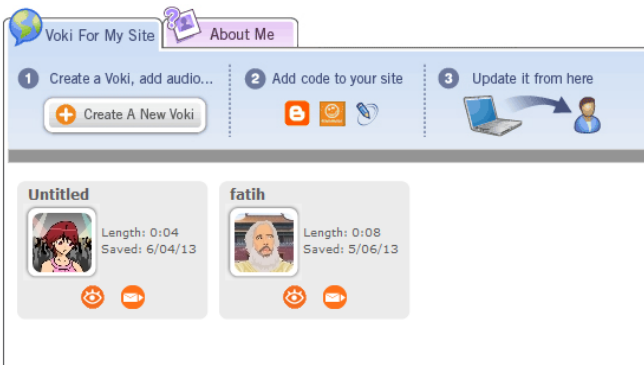 Voki For My Site
About Me
1 Create a Voki, add audio...
Create A New Voki
2 Add code to your site
3 Update it from here
Untitled
Length: 0:04
Saved: 6/04/13
fatih
Length: 0:08
Saved: 5/06/13